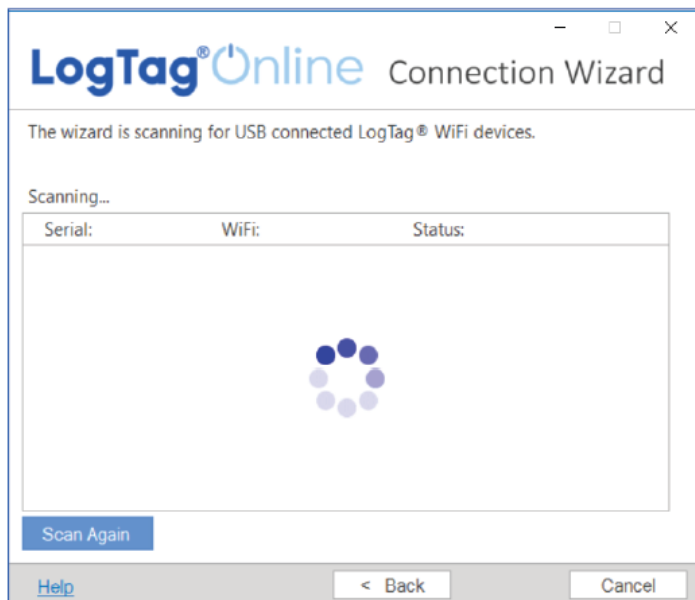 LogTag® Online Connection Wizard
The wizard is scanning for USB connected LogTag® WiFi devices.
Scanning...
Serial: WiFi: Status:
Scan Again
Help < Back Cancel